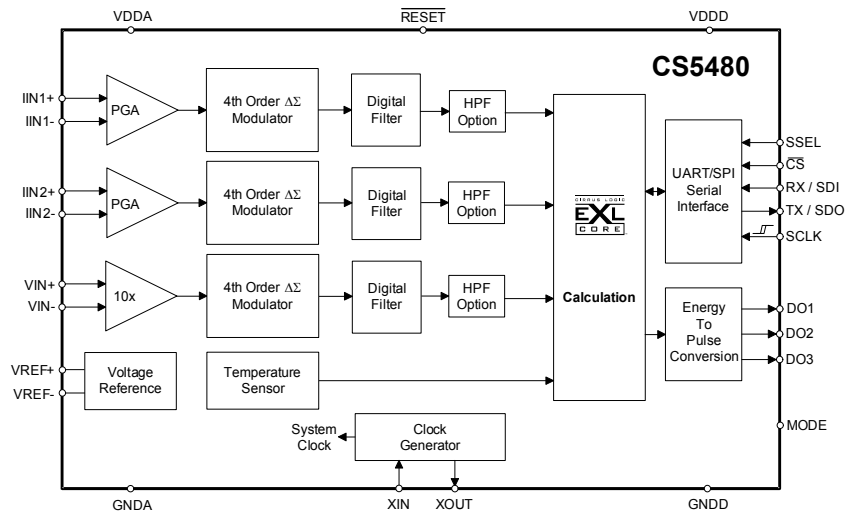 VDDA
RESET
VDDD
CS5480
IIN1+
IIN1-
PGA
4th Order ΔΣ
Modulator
Digital
Filter
HPF
Option
IIN2+
IIN2-
PGA
4th Order ΔΣ
Modulator
Digital
Filter
HPF
Option
VIN+
VIN-
10x
4th Order ΔΣ
Modulator
Digital
Filter
HPF
Option
VREF+
VREF-
Voltage
Reference
Temperature
Sensor
System
Clock
Clock
Generator
CIRRUS LOGIC
EXL
CORE
Calculation
UART/SPI
Serial
Interface
SSEL
CS
RX / SDI
TX / SDO
SCLK
Energy
To
Pulse
Conversion
DO1
DO2
DO3
MODE
GNDA
XIN
XOUT
GNDD